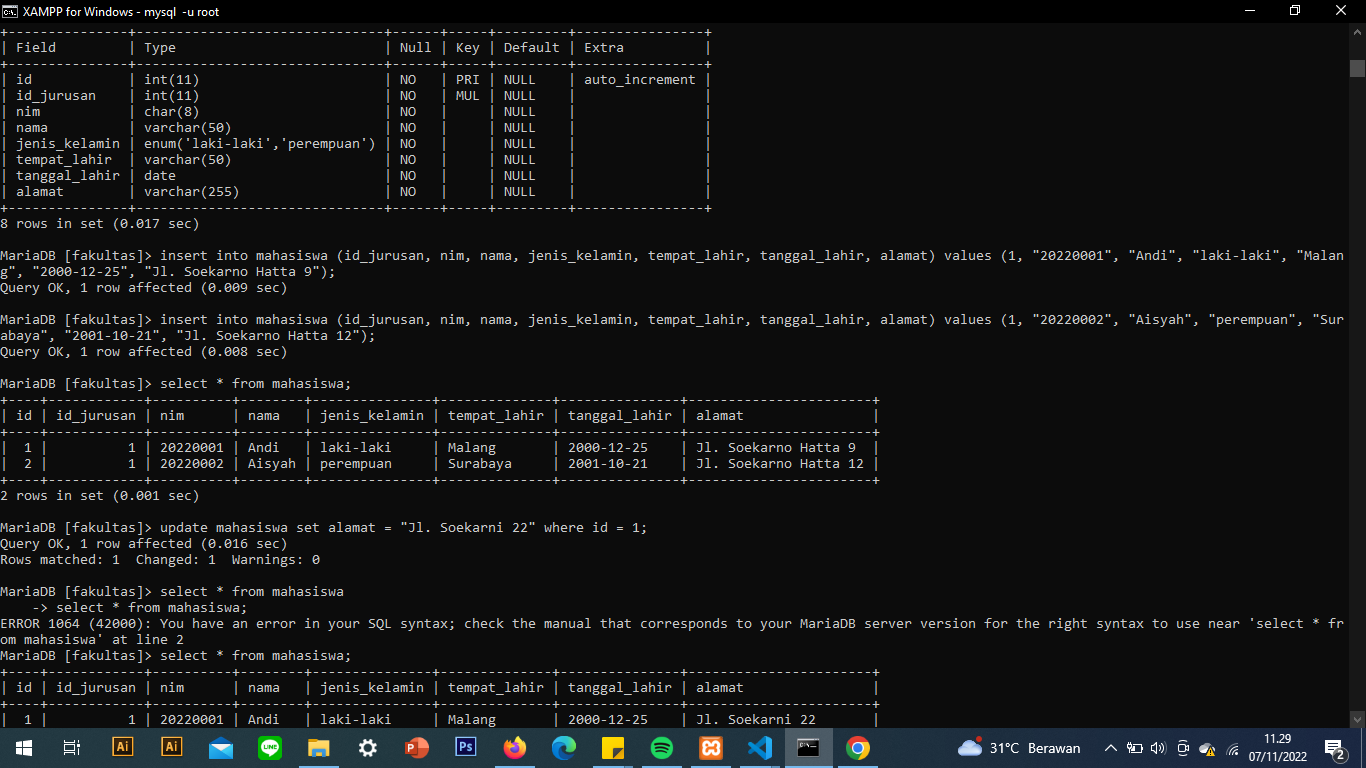 XAMPP for Windows - mysql  -u root
+---------------+-------------------------------+------+-----+---------+----------------+
| Field         | Type                          | Null | Key | Default | Extra          |
+---------------+-------------------------------+------+-----+---------+----------------+
| id            | int(11)                       | NO   | PRI | NULL    | auto_increment |
| id_jurusan    | int(11)                       | NO   | MUL | NULL    |                |
| nim           | char(8)                       | NO   |     | NULL    |                |
| nama          | varchar(50)                   | NO   |     | NULL    |                |
| jenis_kelamin | enum('laki-laki','perempuan') | NO   |     | NULL    |                |
| tempat_lahir  | varchar(50)                   | NO   |     | NULL    |                |
| tanggal_lahir | date                          | NO   |     | NULL    |                |
| alamat        | varchar(255)                  | NO   |     | NULL    |                |
+---------------+-------------------------------+------+-----+---------+----------------+
8 rows in set (0.017 sec)
MariaDB [fakultas]> insert into mahasiswa (id_jurusan, nim, nama, jenis_kelamin, tempat_lahir, tanggal_lahir, alamat) values (1, "20220001", "Andi", "laki-laki", "Malan
g", "2000-12-25", "Jl. Soekarno Hatta 9");
Query OK, 1 row affected (0.009 sec)
MariaDB [fakultas]> insert into mahasiswa (id_jurusan, nim, nama, jenis_kelamin, tempat_lahir, tanggal_lahir, alamat) values (1, "20220002", "Aisyah", "perempuan", "Sur
abaya", "2001-10-21", "Jl. Soekarno Hatta 12");
Query OK, 1 row affected (0.008 sec)
MariaDB [fakultas]> select * from mahasiswa;
+----+------------+----------+--------+---------------+--------------+---------------+-----------------------+
| id | id_jurusan | nim      | nama   | jenis_kelamin | tempat_lahir | tanggal_lahir | alamat                |
+----+------------+----------+--------+---------------+--------------+---------------+-----------------------+
|  1 |          1 | 20220001 | Andi   | laki-laki     | Malang       | 2000-12-25    | Jl. Soekarno Hatta 9  |
|  2 |          1 | 20220002 | Aisyah | perempuan     | Surabaya     | 2001-10-21    | Jl. Soekarno Hatta 12 |
+----+------------+----------+--------+---------------+--------------+---------------+-----------------------+
2 rows in set (0.001 sec)
MariaDB [fakultas]> update mahasiswa set alamat = "Jl. Soekarni 22" where id = 1;
Query OK, 1 row affected (0.016 sec)
Rows matched: 1  Changed: 1  Warnings: 0
MariaDB [fakultas]> select * from mahasiswa
    -> select * from mahasiswa;
ERROR 1064 (42000): You have an error in your SQL syntax; check the manual that corresponds to your MariaDB server version for the right syntax to use near 'select * fr
om mahasiswa' at line 2
MariaDB [fakultas]> select * from mahasiswa;
+----+------------+----------+--------+---------------+--------------+---------------+-----------------------+
| id | id_jurusan | nim      | nama   | jenis_kelamin | tempat_lahir | tanggal_lahir | alamat                |
+----+------------+----------+--------+---------------+--------------+---------------+-----------------------+
|  1 |          1 | 20220001 | Andi   | laki-laki     | Malang       | 2000-12-25    | Jl. Soekarni 22       |
Ai Ai LINE P Ps 31°C Berawan 11.29
07/11/2022 2